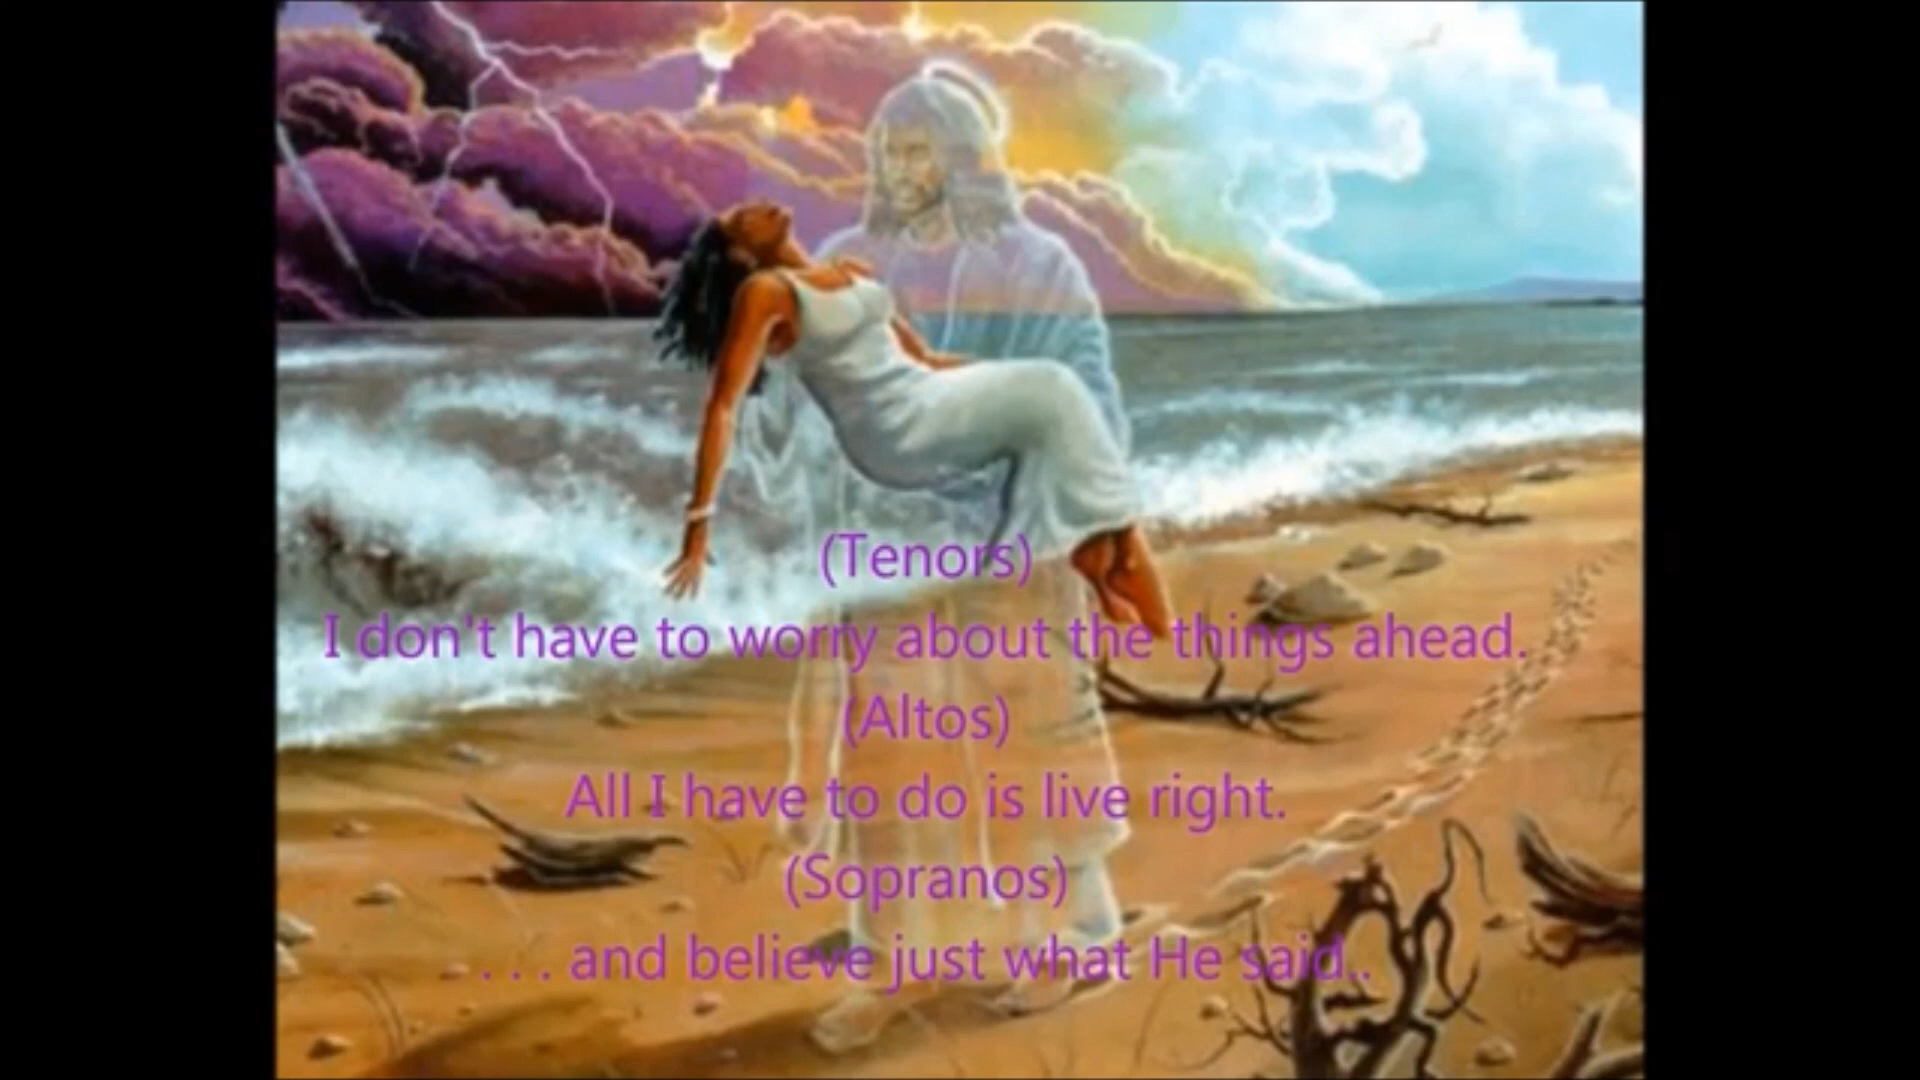 (Tenors)
I don't have to worry about the things ahead.
(Altos)
All I have to do is live right.
(Sopranos)
. . . and believe just what He said..